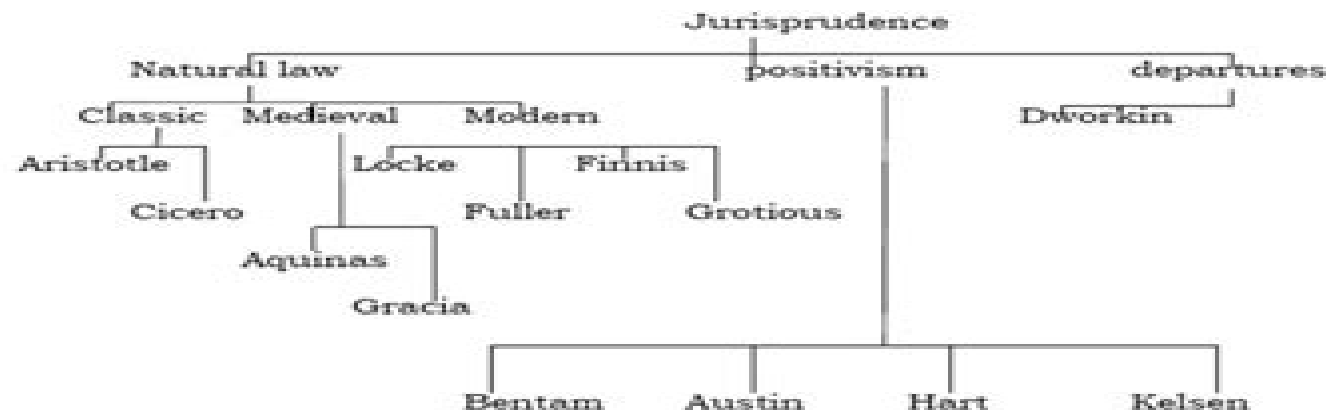 Jurisprudence
Natural law positivism departures
Classic Medieval Modern Dworkin
Aristotle Locke Finnis
Cicero Fuller Grotious
Aquinas
Gracia
Bentam Austin Hart Kelsen